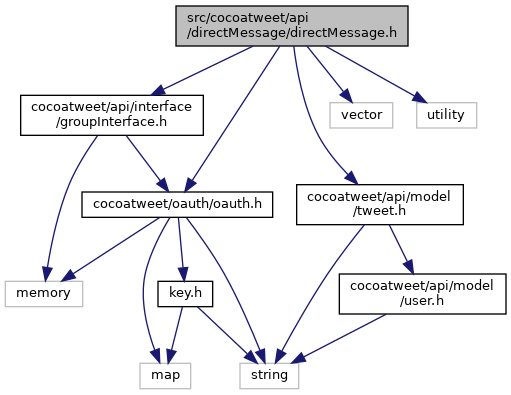 src/cocoatweet/api
/directMessage/directMessage.h
cocoatweet/api/interface
/groupInterface.h
vector
utility
cocoatweet/oauth/oauth.h
cocoatweet/api/model
/tweet.h
memory
key.h
cocoatweet/api/model
/user.h
map
string